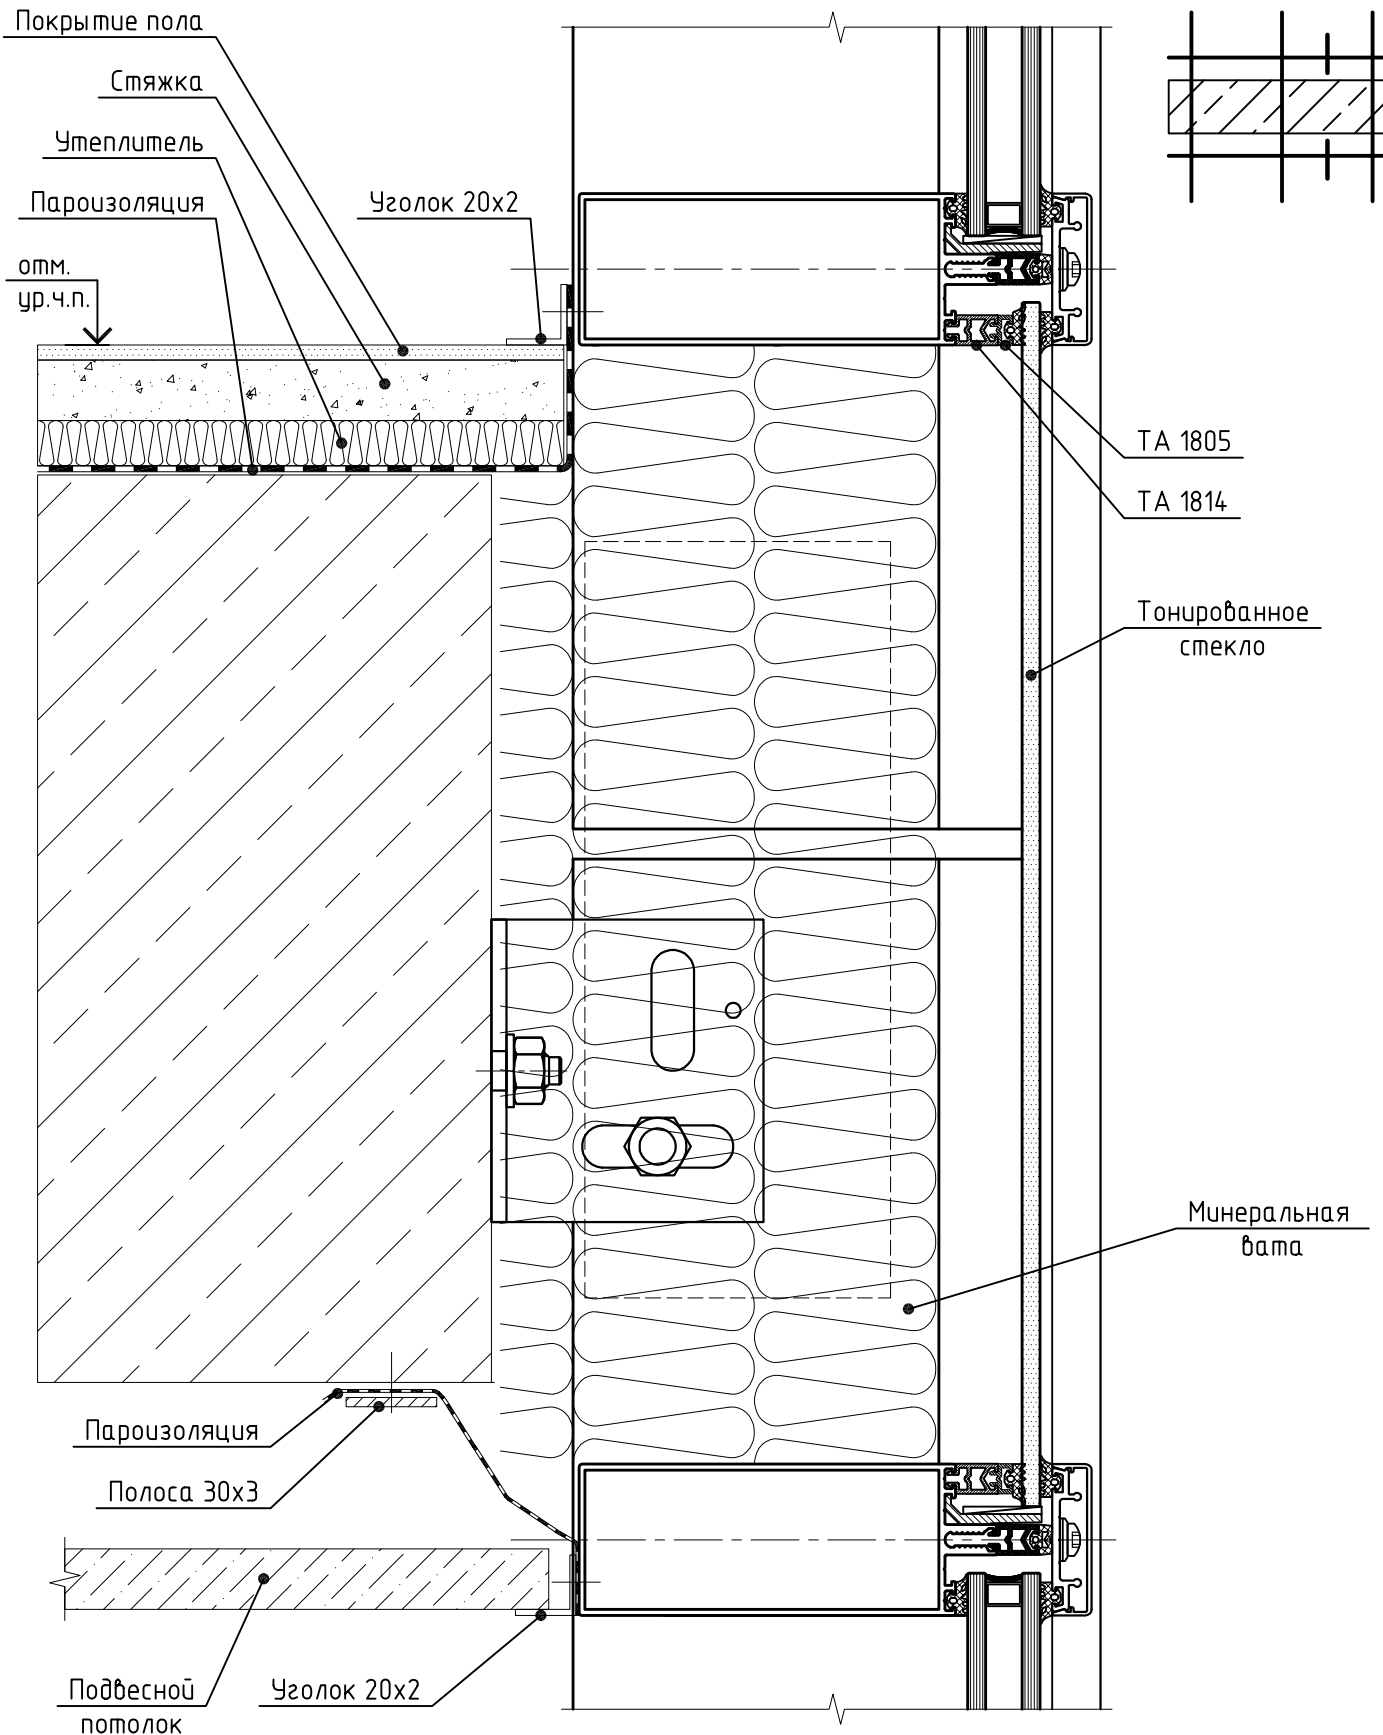 Покрытие пола
Стяжка
Утеплитель
Пароизоляция
Уголок 20х2
отм.
ур.ч.п.
ТА 1805
ТА 1814
Тонированное
стекло
Минеральная
вата
Пароизоляция
Полоса 30х3
Подвесной
потолок
Уголок 20х2